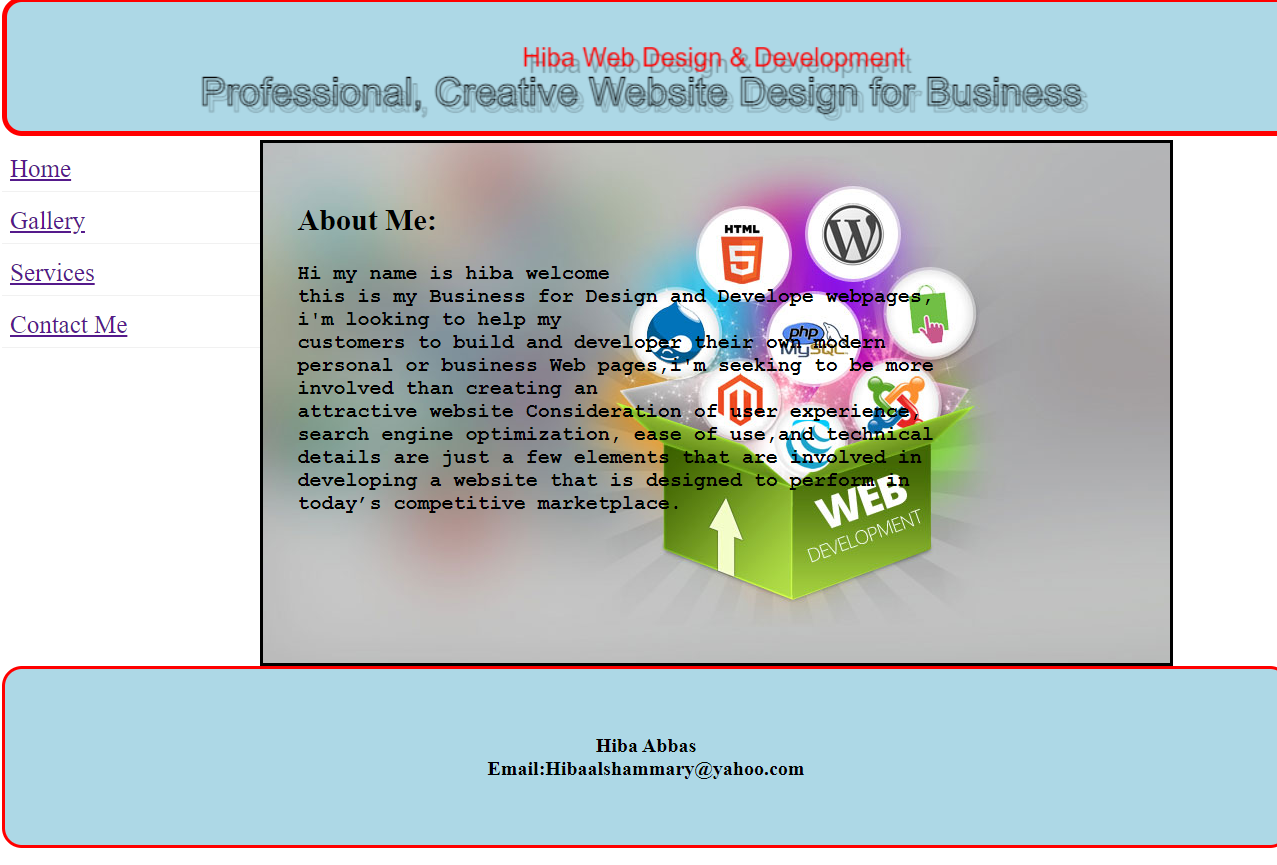 Hiba Web Design & Development
Professional, Creative Website Design for Business
Home
Gallery
Services
Contact Me
About Me:
Hi my name is hiba welcome
this is my Business for Design and Develope webpages,
i'm looking to help my
customers to build and developer their own modern
personal or business Web pages,i'm seeking to be more
involved than creating an
attractive website Consideration of user experience,
search engine optimization, ease of use,and technical
details are just a few elements that are involved in
developing a website that is designed to perform in
today’s competitive marketplace.
HTML
5
W
php
MySQL
WEB
DEVELOPMENT
Hiba Abbas
Email:Hibaalshammary@yahoo.com